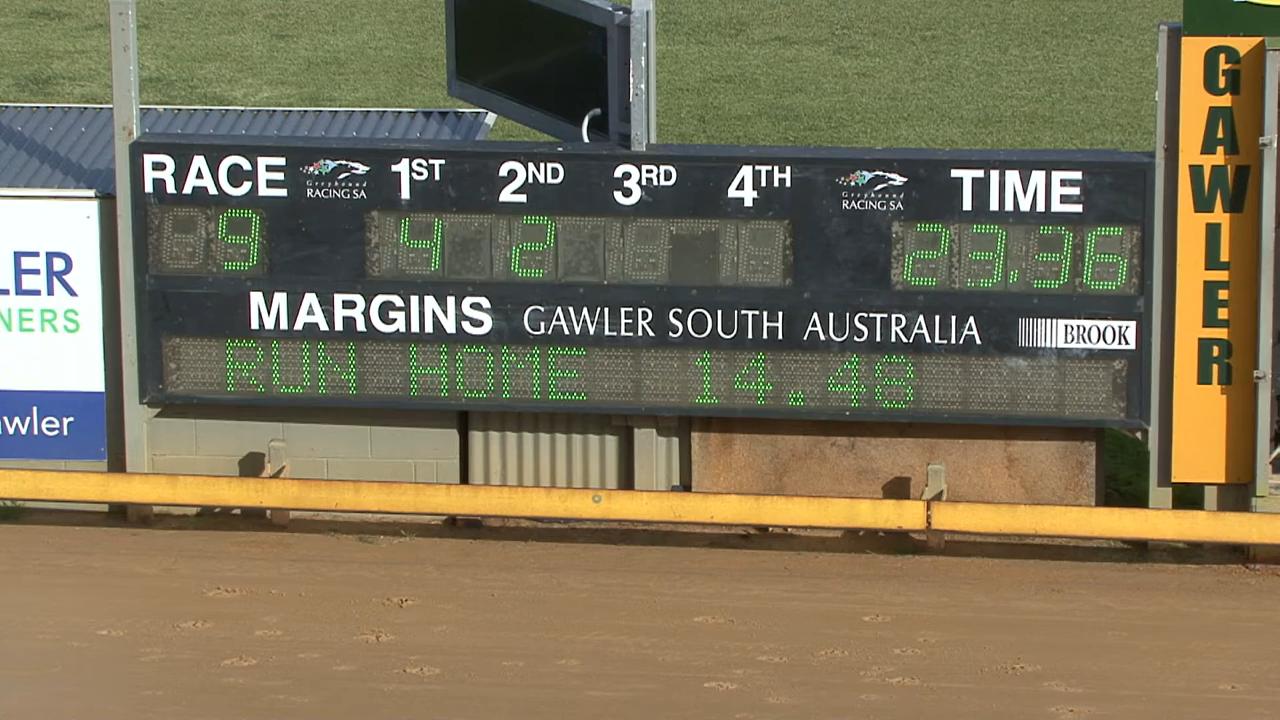 RACE Greyhound RACING SA 1ST 2ND 3RD 4TH Greyhound RACING SA TIME
9 4 2 23.36
MARGINS GAWLER SOUTH AUSTRALIA BROOK
RUN HOME 14.48
GAWLER
LER
NERS
awler